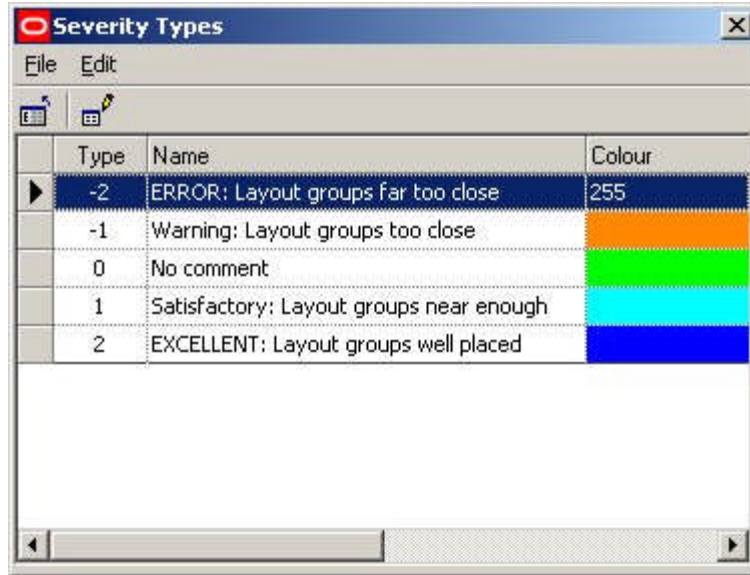 Severity Types
File Edit
Type Name Colour
-2 ERROR: Layout groups far too close 255
-1 Warning: Layout groups too close
0 No comment
1 Satisfactory: Layout groups near enough
2 EXCELLENT: Layout groups well placed